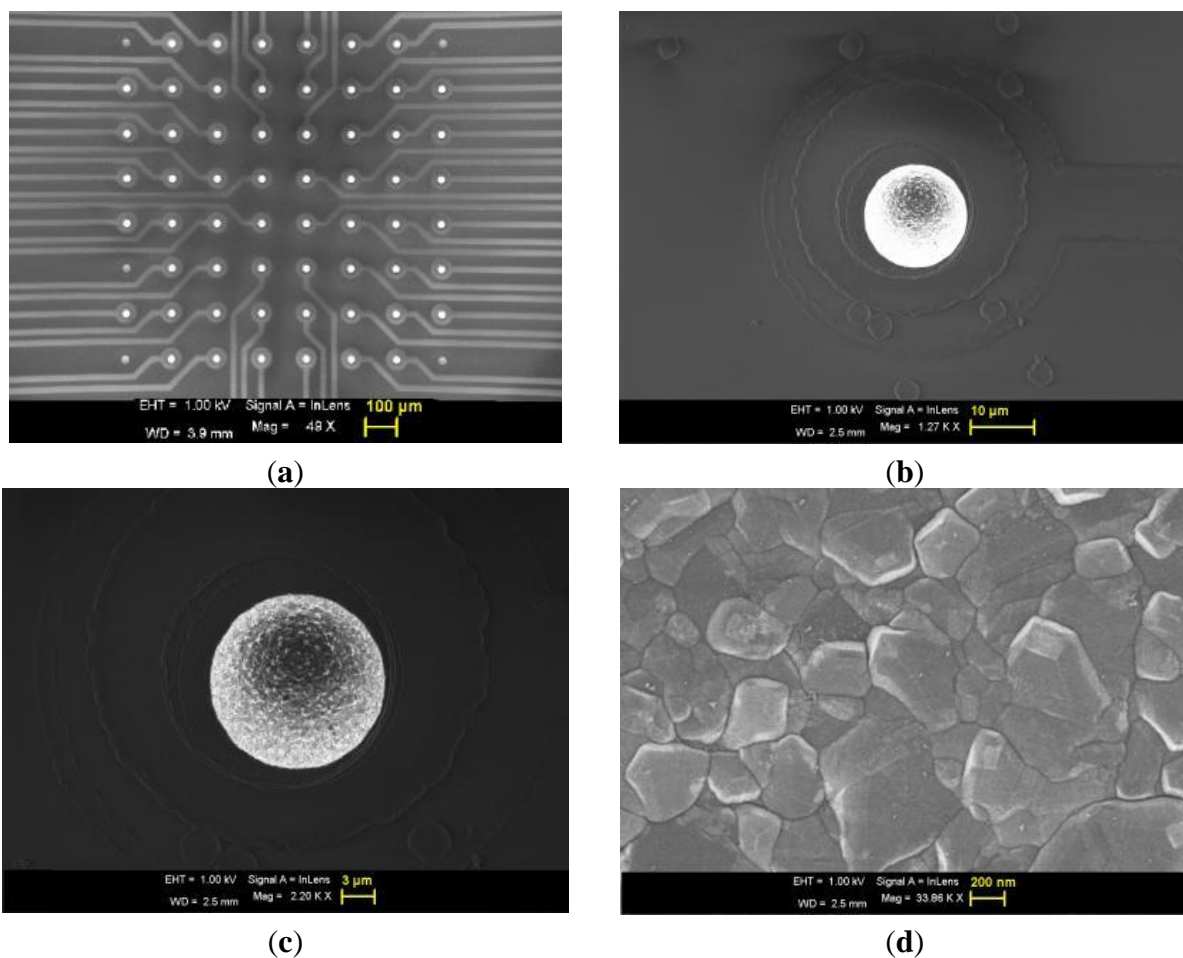 EHT = 1.00 kV Signal A = InLens 100 µm
WD = 3.9 mm Mag = 49 X
(a)
EHT = 1.00 kV Signal A = InLens 10 µm
WD = 2.5 mm Mag = 1.27 K X
(b)
EHT = 1.00 kV Signal A = InLens 3 µm
WD = 2.5 mm Mag = 2.20 K X
(c)
EHT = 1.00 kV Signal A = InLens 200 nm
WD = 2.5 mm Mag = 33.86 K X
(d)